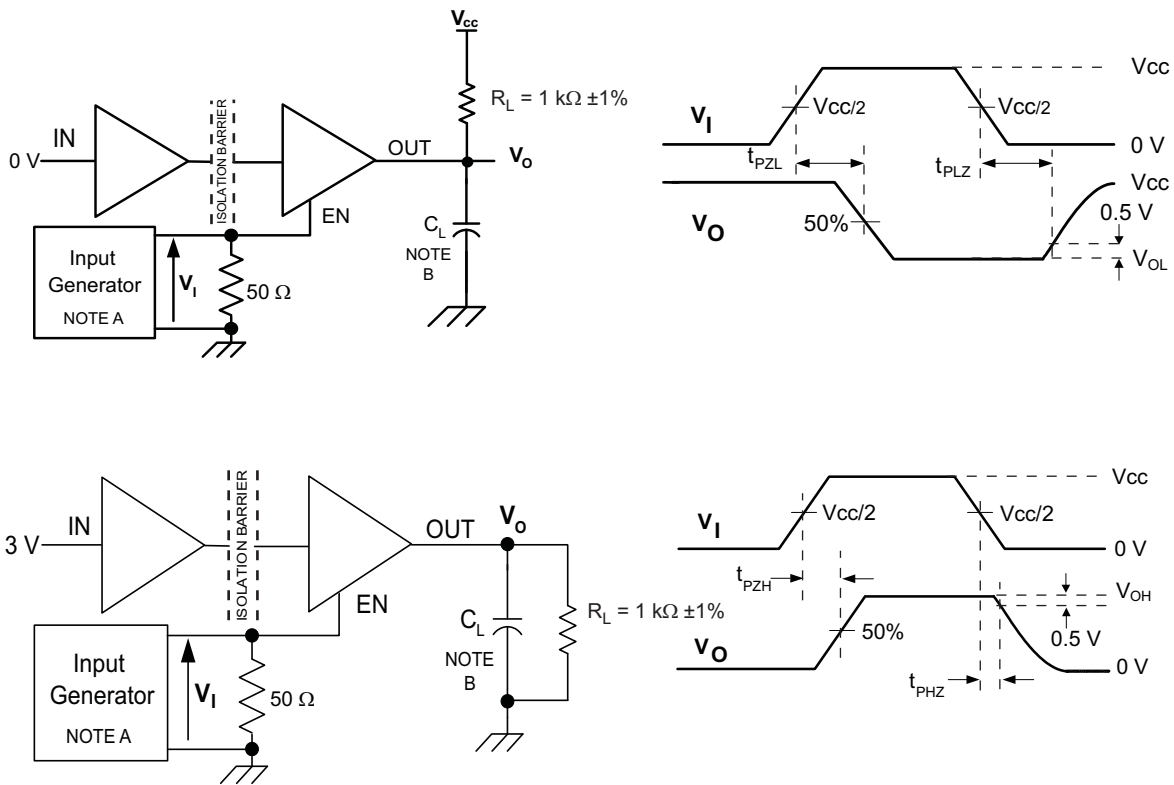 Vcc
RL = 1 kΩ ±1%
IN
0 V
ISOLATION BARRIER
OUT
VO
EN
CL
NOTE
B
Input
Generator
NOTE A
VI
50 Ω
Vcc
Vcc/2
Vcc/2
VI
0 V
tPZL
tPLZ
Vcc
0.5 V
50%
VO
VOL
IN
3 V
ISOLATION BARRIER
OUT
VO
EN
CL
RL = 1 kΩ ±1%
NOTE
B
Input
Generator
NOTE A
VI
50 Ω
Vcc
Vcc/2
Vcc/2
VI
0 V
tPZH
VOH
50%
0.5 V
VO
0 V
tPHZ